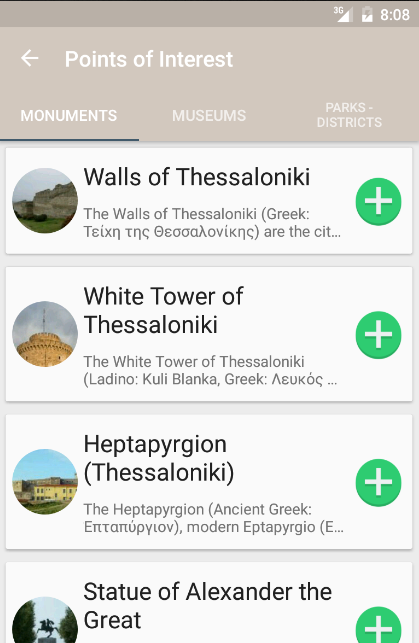 3G 8:08
Points of Interest
MONUMENTS MUSEUMS PARKS -
DISTRICTS
Walls of Thessaloniki
The Walls of Thessaloniki (Greek:
Τείχη της Θεσσαλονίκης) are the cit...
White Tower of
Thessaloniki
The White Tower of Thessaloniki
(Ladino: Kuli Blanka, Greek: Λευκός ...
Heptapyrgion
(Thessaloniki)
The Heptapyrgion (Ancient Greek:
Επταπύργιον), modern Eptapyrgio (E...
Statue of Alexander the
Great